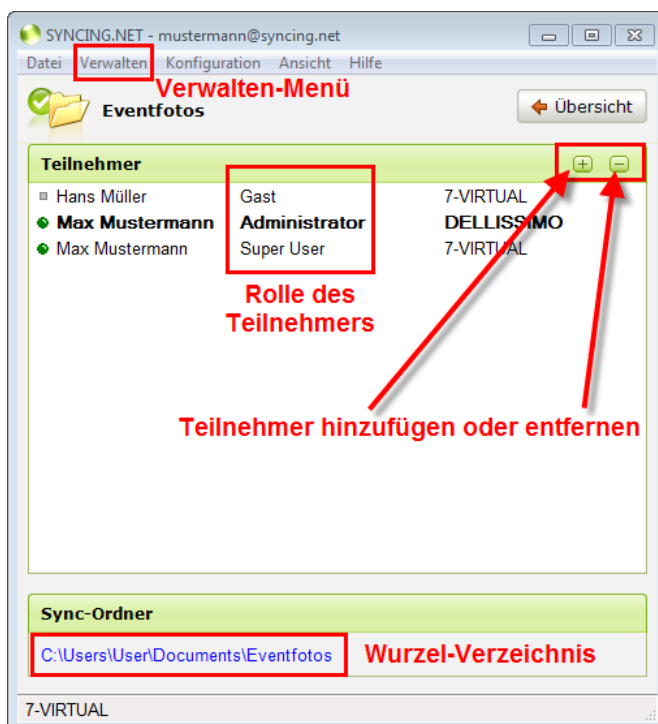 SYNCING.NET - mustermann@syncing.net
Datei Verwalten Konfiguration Ansicht Hilfe
Verwalten-Menü
Eventfotos
Übersicht
Teilnehmer
Hans Müller Gast 7-VIRTUAL
Max Mustermann Administrator DELLISSIMO
Max Mustermann Super User 7-VIRTUAL
Rolle des
Teilnehmers
Teilnehmer hinzufügen oder entfernen
Sync-Ordner
C:\Users\User\Documents\Eventfotos Wurzel-Verzeichnis
7-VIRTUAL